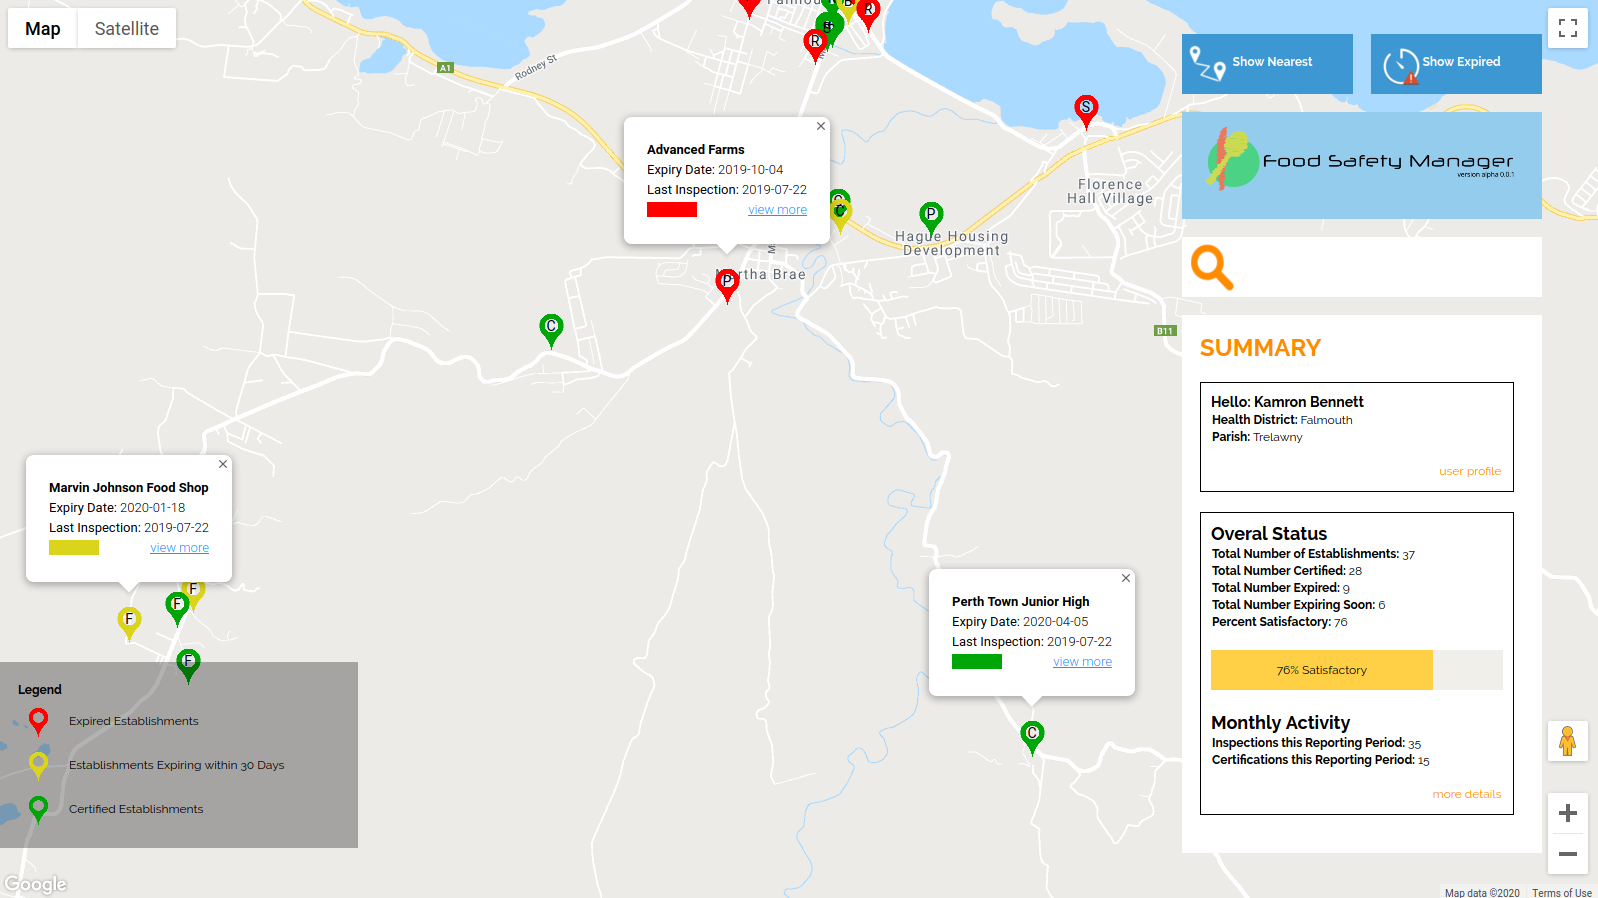 Map
Satellite
A1
Rodney St
R
B
R
S
Show Nearest
Show Expired
Food Safety Manager
version alpha 0.0.1
Advanced Farms
Expiry Date: 2019-10-04
Last Inspection: 2019-07-22
view more
Florence
Hall Village
P
C
Hague Housing
Development
Martha Brae
P
C
B11
SUMMARY
Hello: Kamron Bennett
Health District: Falmouth
Parish: Trelawny
user profile
Marvin Johnson Food Shop
Expiry Date: 2020-01-18
Last Inspection: 2019-07-22
view more
F
F
F
F
Overal Status
Total Number of Establishments: 37
Total Number Certified: 28
Total Number Expired: 9
Total Number Expiring Soon: 6
Percent Satisfactory: 76
76% Satisfactory
Perth Town Junior High
Expiry Date: 2020-04-05
Last Inspection: 2019-07-22
view more
C
Monthly Activity
Inspections this Reporting Period: 35
Certifications this Reporting Period: 15
more details
Legend
Expired Establishments
Establishments Expiring within 30 Days
Certified Establishments
Google
Map data ©2020
Terms of Use